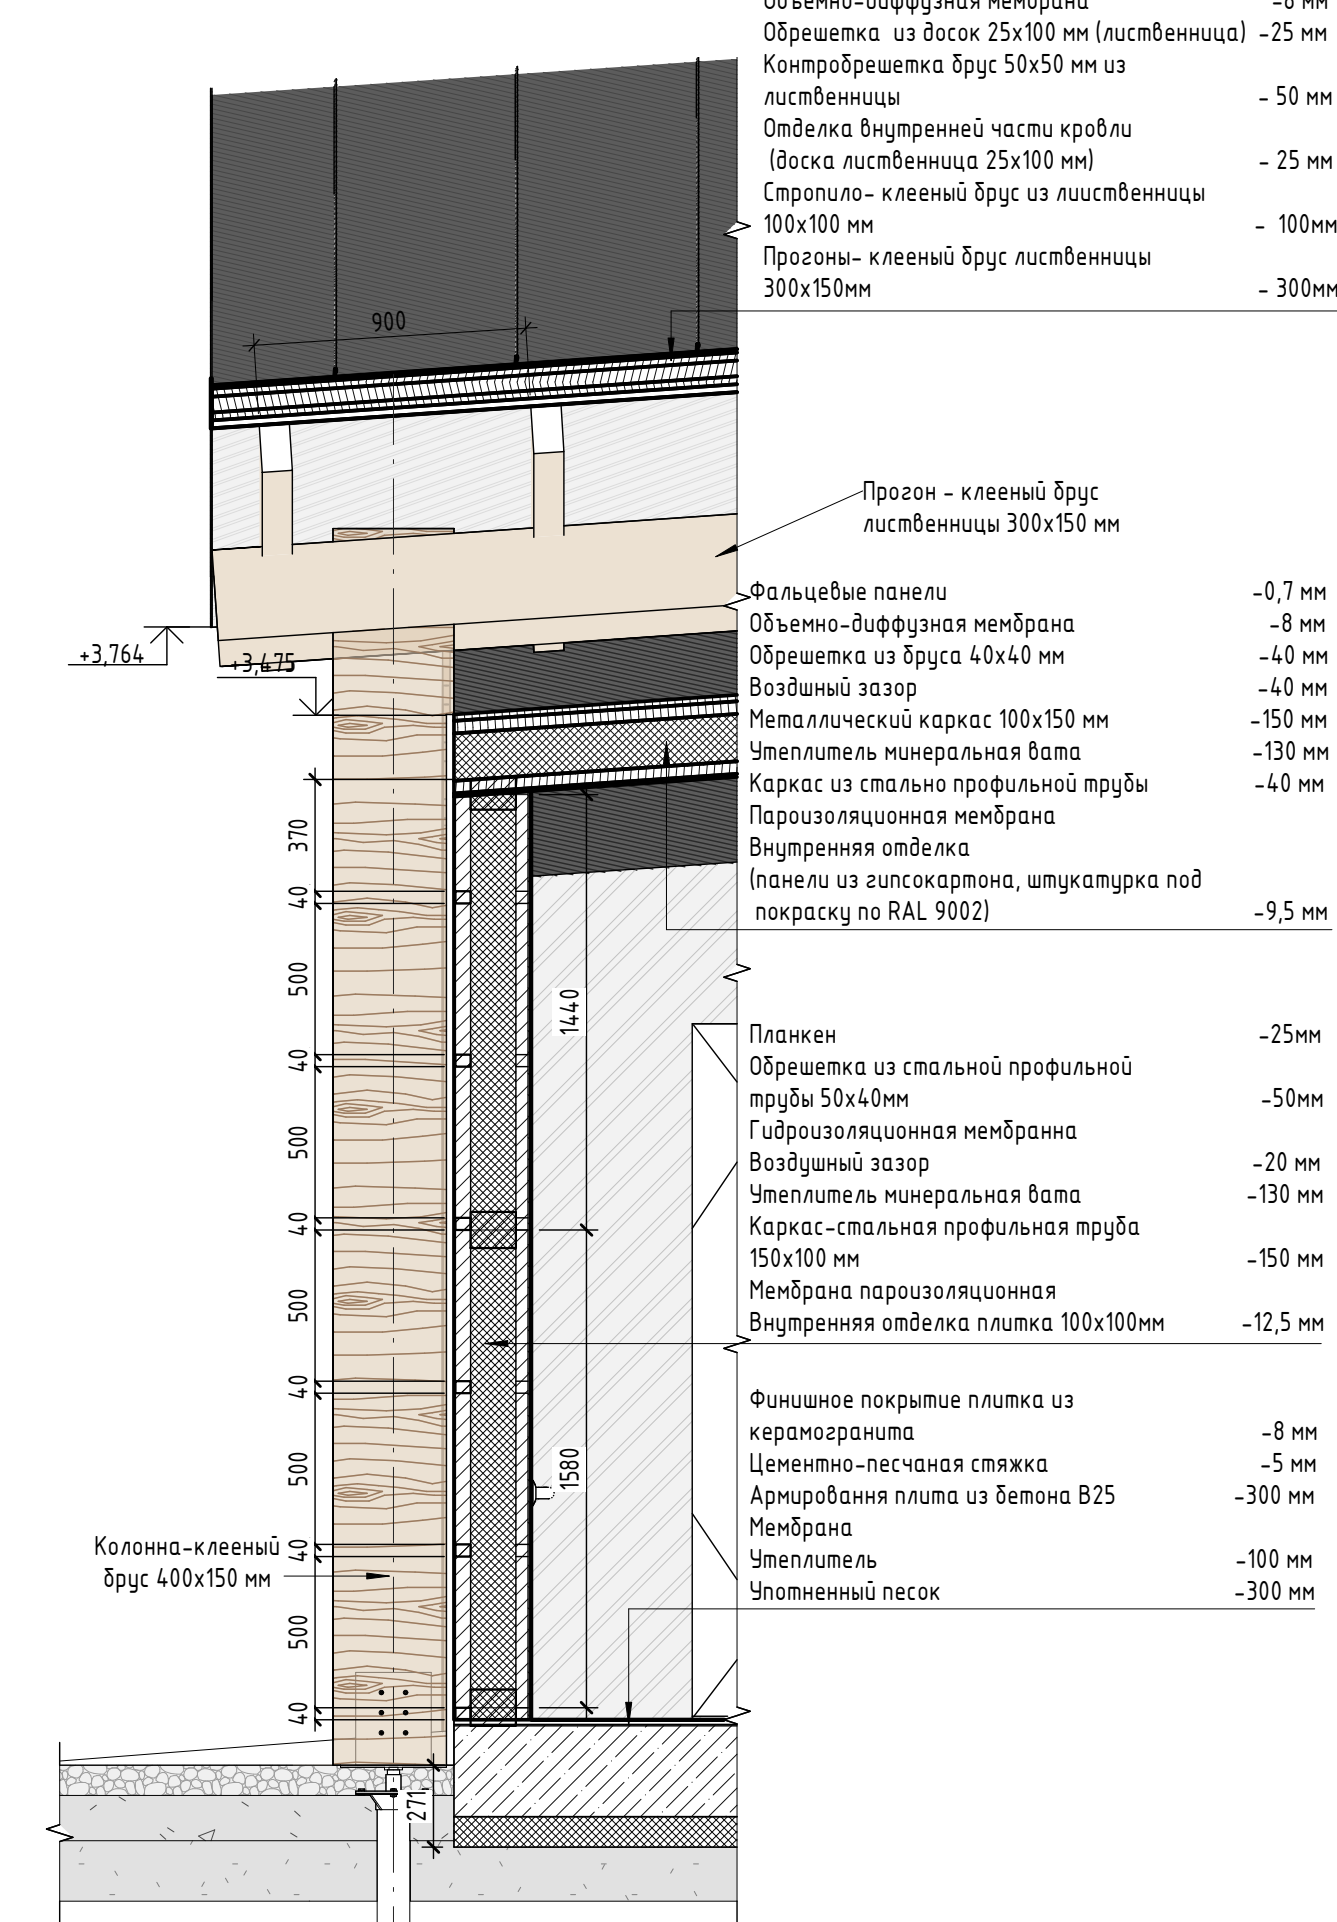 Объемно-диффузная мембрана -8 мм
Обрешетка из досок 25х100 мм (лиственница) -25 мм
Контробрешетка брус 50х50 мм из
лиственницы - 50 мм
Отделка внутренней части кровли
(доска лиственница 25х100 мм) - 25 мм
Стропило- клееный брус из лииственницы
100х100 мм - 100мм
Прогоны- клееный брус лиственницы
300х150мм - 300мм
900
Прогон - клееный брус
лиственницы 300х150 мм
+3,764
+3,475
Фальцевые панели -0,7 мм
Объемно-диффузная мембрана -8 мм
Обрешетка из бруса 40х40 мм -40 мм
Воздшный зазор -40 мм
Металлический каркас 100х150 мм -150 мм
Утеплитель минеральная вата -130 мм
Каркас из стально профильной трубы -40 мм
Пароизоляционная мембрана
Внутренняя отделка
(панели из гипсокартона, штукатурка под
покраску по RAL 9002) -9,5 мм
370
40
500
40
500
40
500
40
500
40
500
40
1440
1580
Планкен -25мм
Обрешетка из стальной профильной
трубы 50х40мм -50мм
Гидроизоляционная мембранна
Воздушный зазор -20 мм
Утеплитель минеральная вата -130 мм
Каркас-стальная профильная труба
150х100 мм -150 мм
Мембрана пароизоляционная
Внутренняя отделка плитка 100х100мм -12,5 мм
Финишное покрытие плитка из
керамогранита -8 мм
Цементно-песчаная стяжка -5 мм
Армировання плита из бетона В25 -300 мм
Мембрана
Утеплитель -100 мм
Употненный песок -300 мм
Колонна-клееный
брус 400х150 мм
271